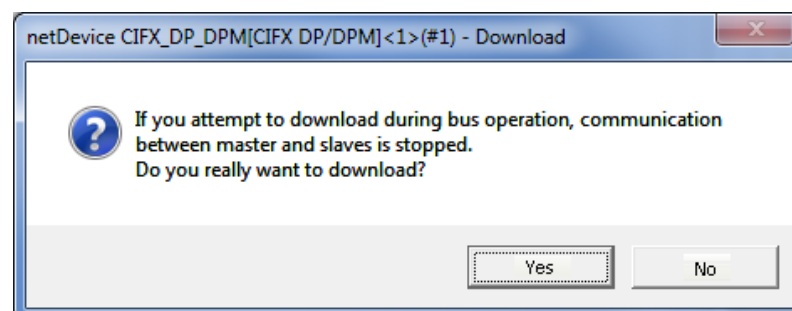 netDevice CIFX_DP_DPM[CIFX DP/DPM]<1>(#1) - Download
If you attempt to download during bus operation, communication
between master and slaves is stopped.
Do you really want to download?
Yes No